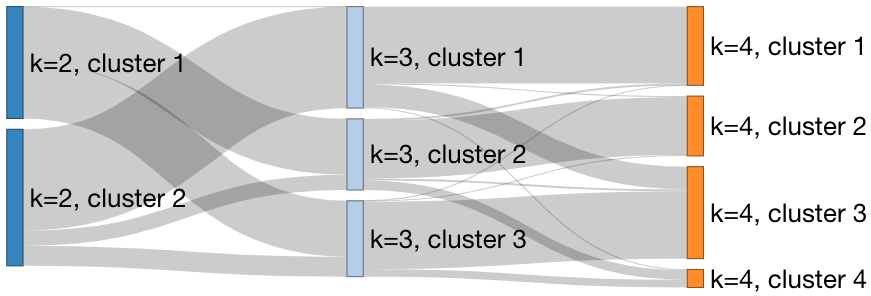 k=2, cluster 1
k=2, cluster 2
k=3, cluster 1
k=3, cluster 2
k=3, cluster 3
k=4, cluster 1
k=4, cluster 2
k=4, cluster 3
k=4, cluster 4